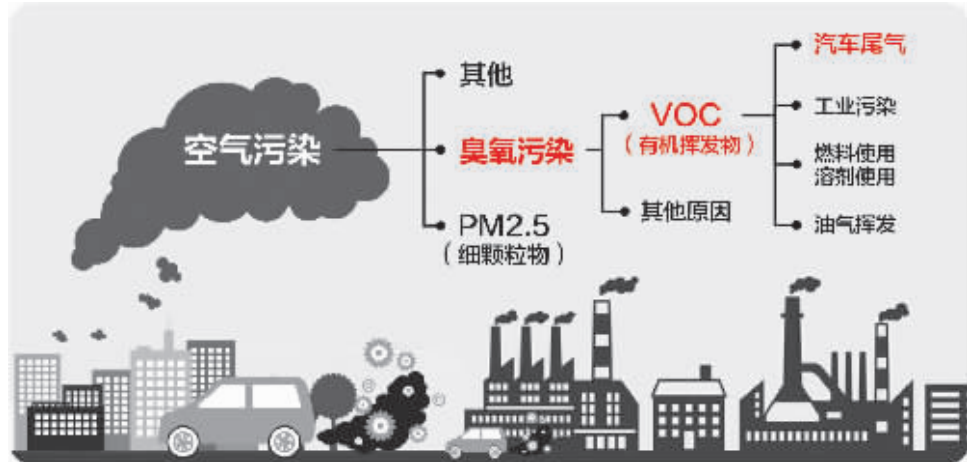 空气污染
其他
臭氧污染
PM2.5
（细颗粒物）
VOC
（有机挥发物）
其他原因
汽车尾气
工业污染
燃料使用
溶剂使用
油气挥发